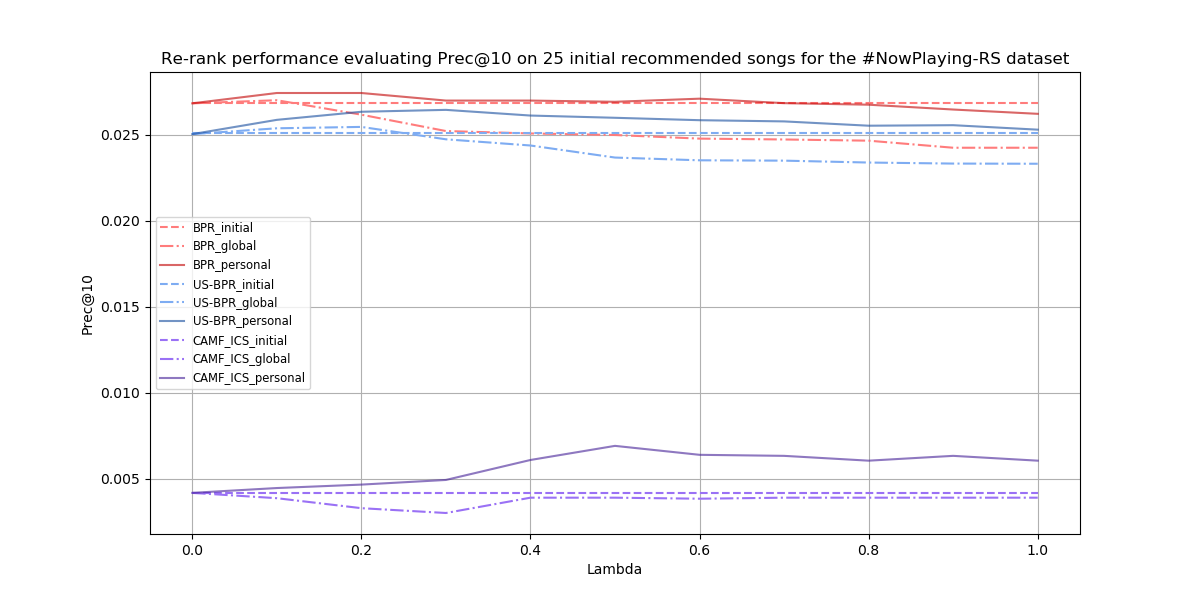 Re-rank performance evaluating Prec@10 on 25 initial recommended songs for the #NowPlaying-RS dataset
0.025
0.020
0.015
0.010
0.005
Prec@10
BPR_initial
BPR_global
BPR_personal
US-BPR_initial
US-BPR_global
US-BPR_personal
CAMF_ICS_initial
CAMF_ICS_global
CAMF_ICS_personal
0.0 0.2 0.4 0.6 0.8 1.0
Lambda